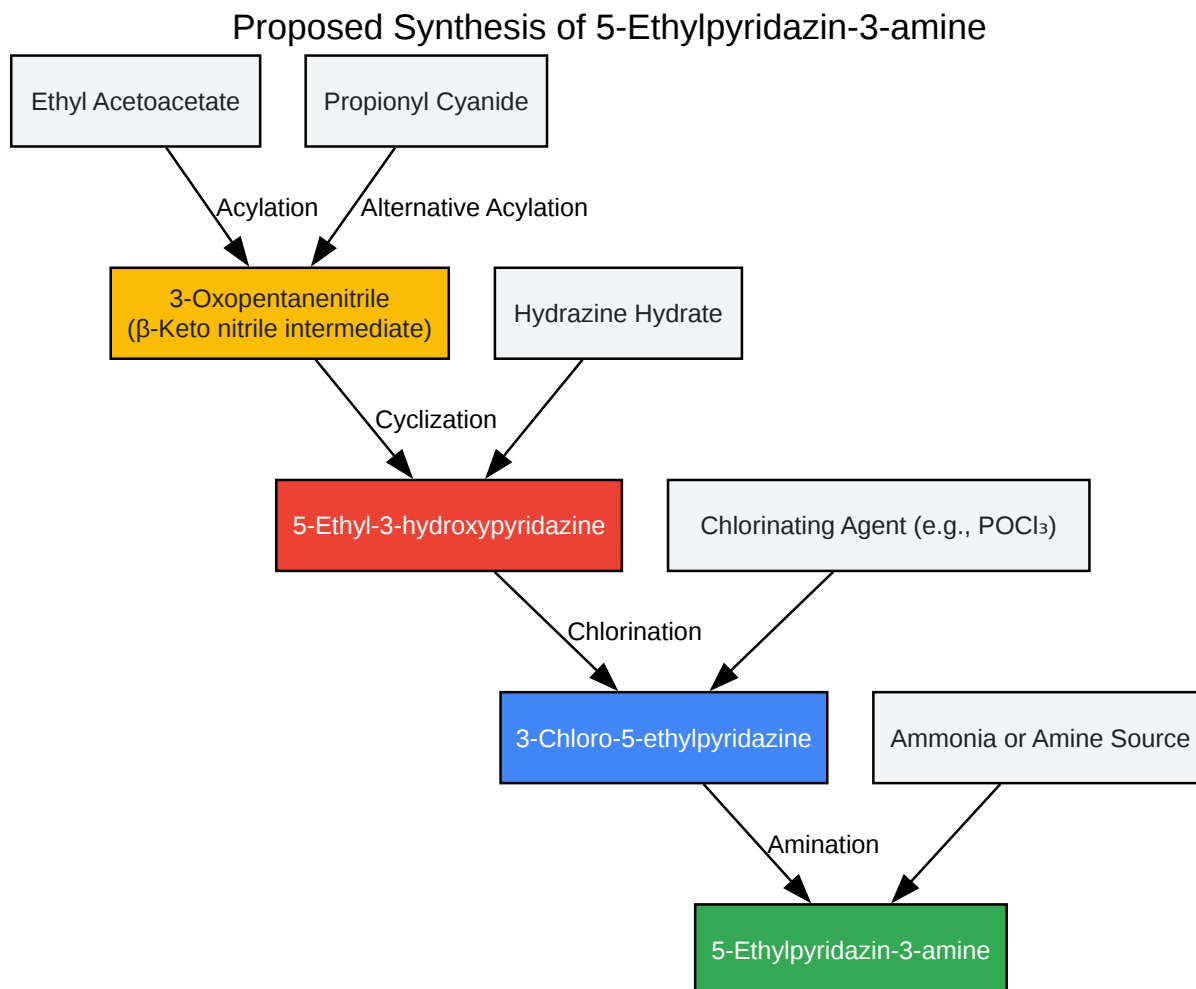 Proposed Synthesis of 5-Ethylpyridazin-3-amine
Ethyl Acetoacetate
Propionyl Cyanide
Acylation
Alternative Acylation
3-Oxopentanenitrile
(β-Keto nitrile intermediate)
Hydrazine Hydrate
Cyclization
5-Ethyl-3-hydroxypyridazine
Chlorinating Agent (e.g., POCl₃)
Chlorination
3-Chloro-5-ethylpyridazine
Ammonia or Amine Source
Amination
5-Ethylpyridazin-3-amine